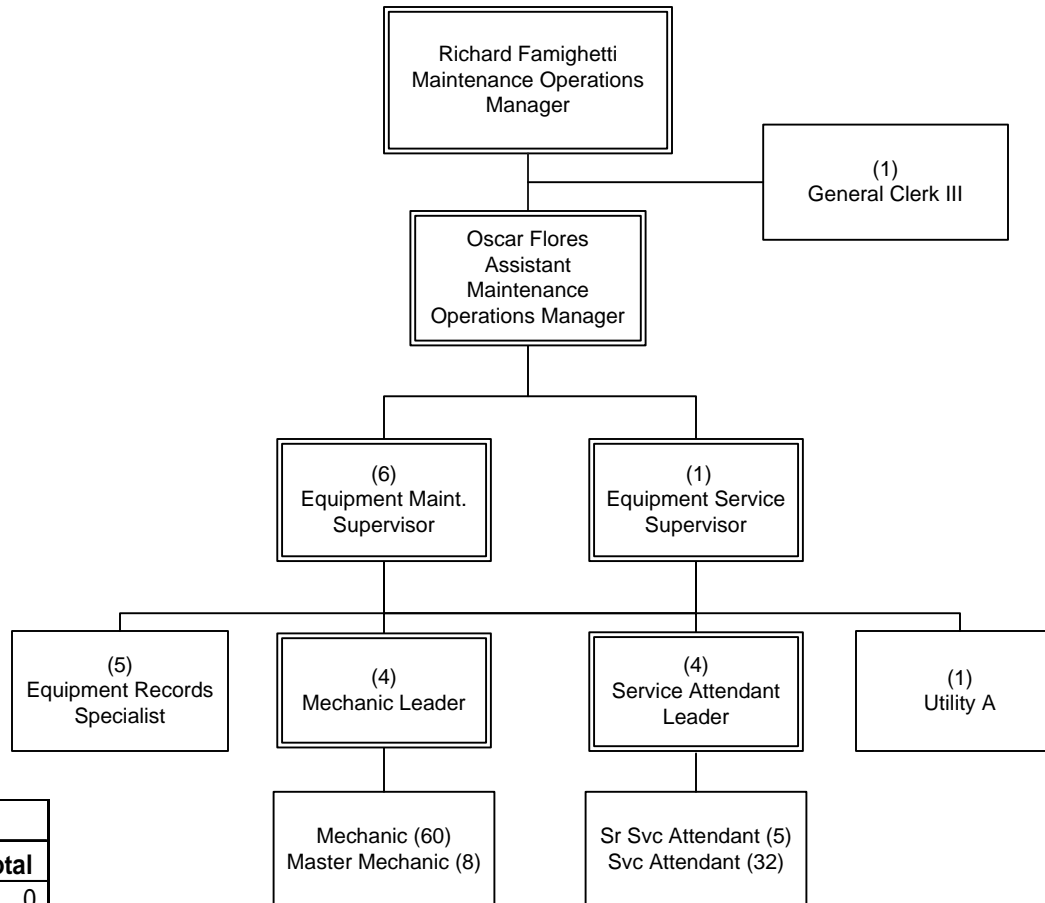 Richard Famighetti
Maintenance Operations
Manager
(1)
General Clerk III
Oscar Flores
Assistant
Maintenance
Operations Manager
(6)
Equipment Maint.
Supervisor
(1)
Equipment Service
Supervisor
(5)
Equipment Records
Specialist
(4)
Mechanic Leader
(4)
Service Attendant
Leader
(1)
Utility A
Mechanic (60)
Master Mechanic (8)
Sr Svc Attendant (5)
Svc Attendant (32)
0